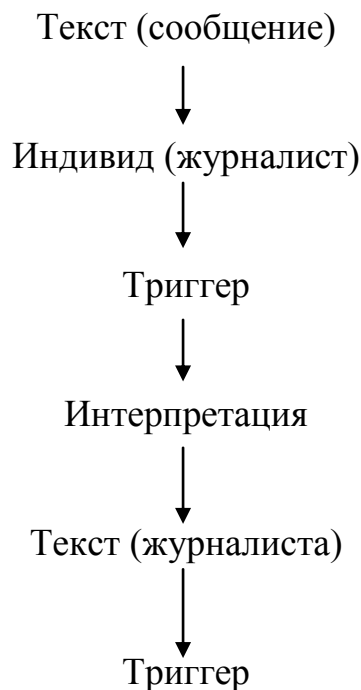 Текст (сообщение)
Индивид (журналист)
Триггер
Интерпретация
Текст (журналиста)
Триггер